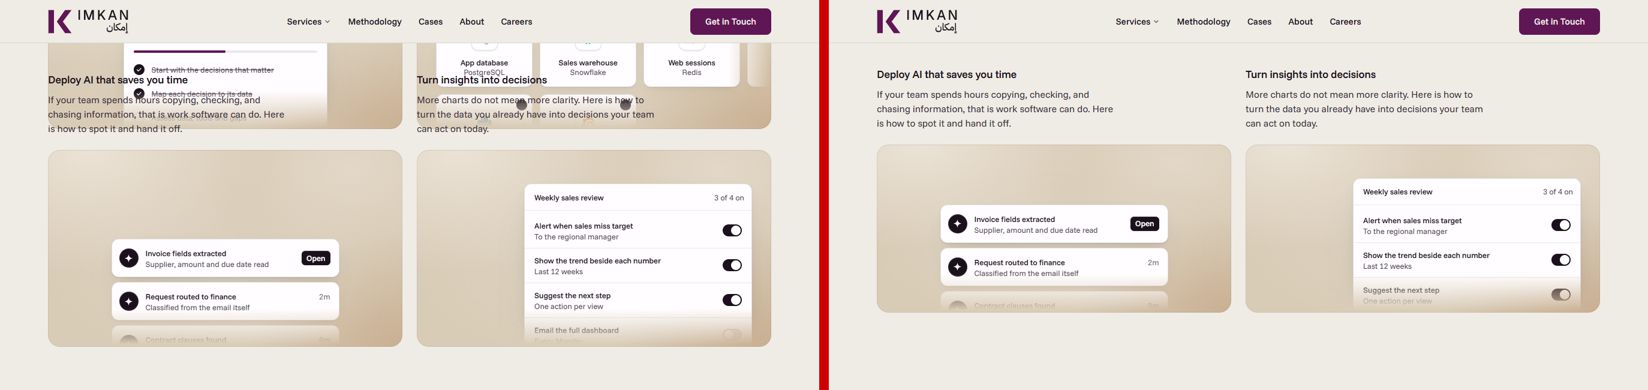 IMKAN
إمكان
Services
Methodology
Cases
About
Careers
Get in Touch
Start with the decisions that matter
Map each decision to its data
App database
PostgreSQL
Sales warehouse
Snowflake
Web sessions
Redis
Deploy AI that saves you time
If your team spends hours copying, checking, and
chasing information, that is work software can do. Here
is how to spot it and hand it off.
Turn insights into decisions
More charts do not mean more clarity. Here is how to
turn the data you already have into decisions your team
can act on today.
Invoice fields extracted
Supplier, amount and due date read
Open
Request routed to finance
2m
Classified from the email itself
Contract clauses found
Weekly sales review
3 of 4 on
Alert when sales miss target
To the regional manager
Show the trend beside each number
Last 12 weeks
Suggest the next step
One action per view
Email the full dashboard
IMKAN
إمكان
Services
Methodology
Cases
About
Careers
Get in Touch
Deploy AI that saves you time
If your team spends hours copying, checking, and
chasing information, that is work software can do. Here
is how to spot it and hand it off.
Turn insights into decisions
More charts do not mean more clarity. Here is how to
turn the data you already have into decisions your team
can act on today.
Invoice fields extracted
Supplier, amount and due date read
Open
Request routed to finance
2m
Classified from the email itself
Contract clauses found
Weekly sales review
3 of 4 on
Alert when sales miss target
To the regional manager
Show the trend beside each number
Last 12 weeks
Suggest the next step
One action per view